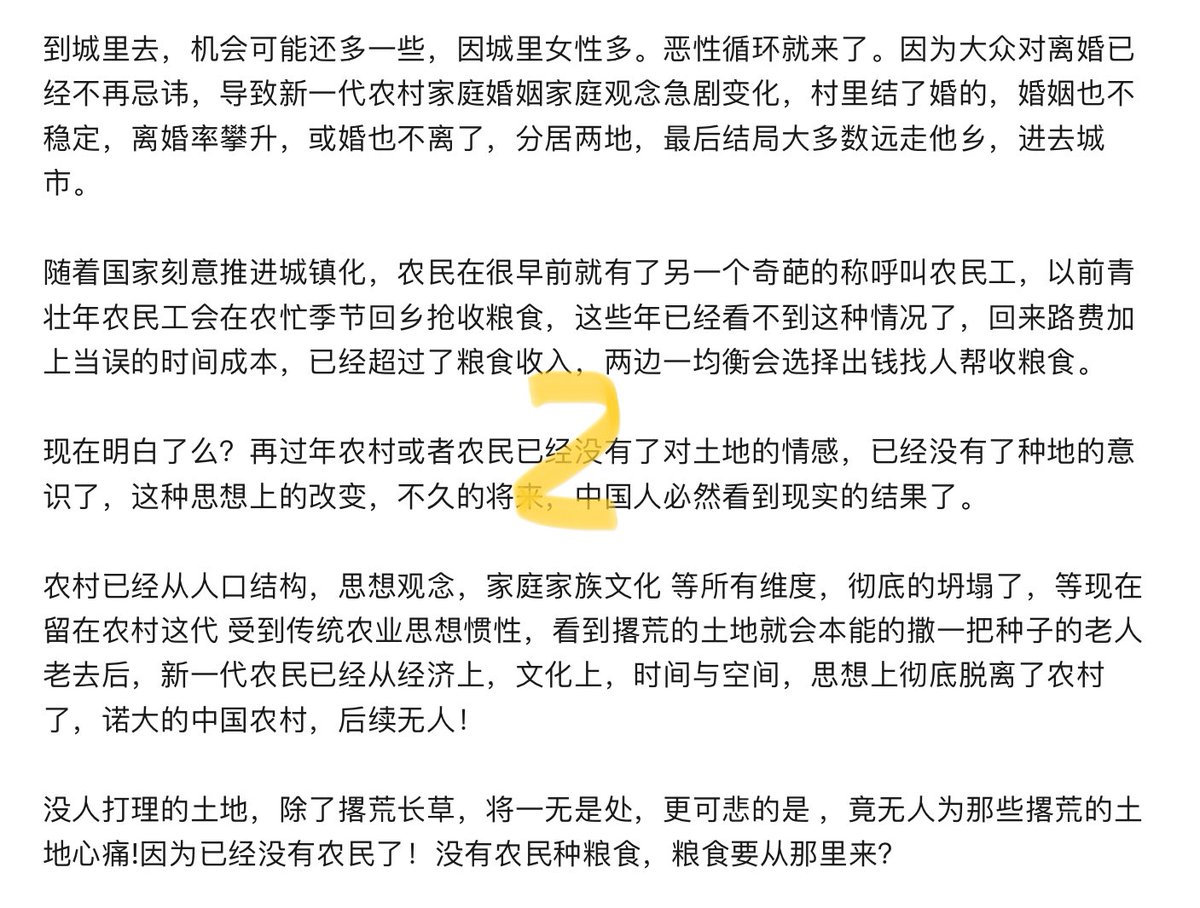 到城里去，机会可能还多一些，因城里女性多。恶性循环就来了。因为大众对离婚已
经不再忌讳，导致新一代农村家庭婚姻家庭观念急剧变化，村里结了婚的，婚姻也不
稳定，离婚率攀升，或婚也不离了，分居两地，最后结局大多数远走他乡，进去城
市。
随着国家刻意推进城镇化，农民在很早前就有了另一个奇葩的称呼叫农民工，以前青
壮年农民工会在农忙季节回乡抢收粮食，这些年已经看不到这种情况了，回来路费加
上当误的时间成本，已经超过了粮食收入，两边一均衡会选择出钱找人帮收粮食。
现在明白了么？再过年农村或者农民已经没有了对土地的情感，已经没有了种地的意
识了，这种思想上的改变，不久的将来，中国人必然看到现实的结果了。
2
农村已经从人口结构，思想观念，家庭家族文化 等所有维度，彻底的坍塌了，等现在
留在农村这代 受到传统农业思想惯性，看到撂荒的土地就会本能的撒一把种子的老人
老去后，新一代农民已经从经济上，文化上，时间与空间，思想上彻底脱离了农村
了，诺大的中国农村，后续无人！
没人打理的土地，除了撂荒长草，将一无是处，更可悲的是 ，竟无人为那些撂荒的土
地心痛!因为已经没有农民了！没有农民种粮食，粮食要从那里来？